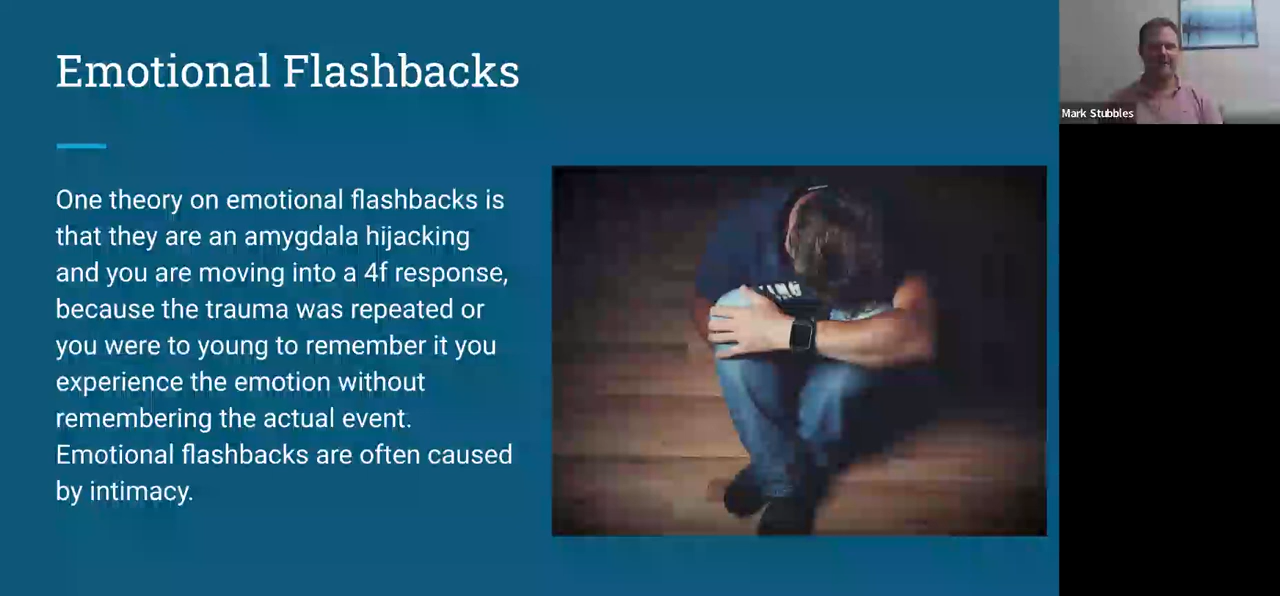 Emotional Flashbacks
One theory on emotional flashbacks is
that they are an amygdala hijacking
and you are moving into a 4f response,
because the trauma was repeated or
you were to young to remember it you
experience the emotion without
remembering the actual event.
Emotional flashbacks are often caused
by intimacy.
Mark Stubbles